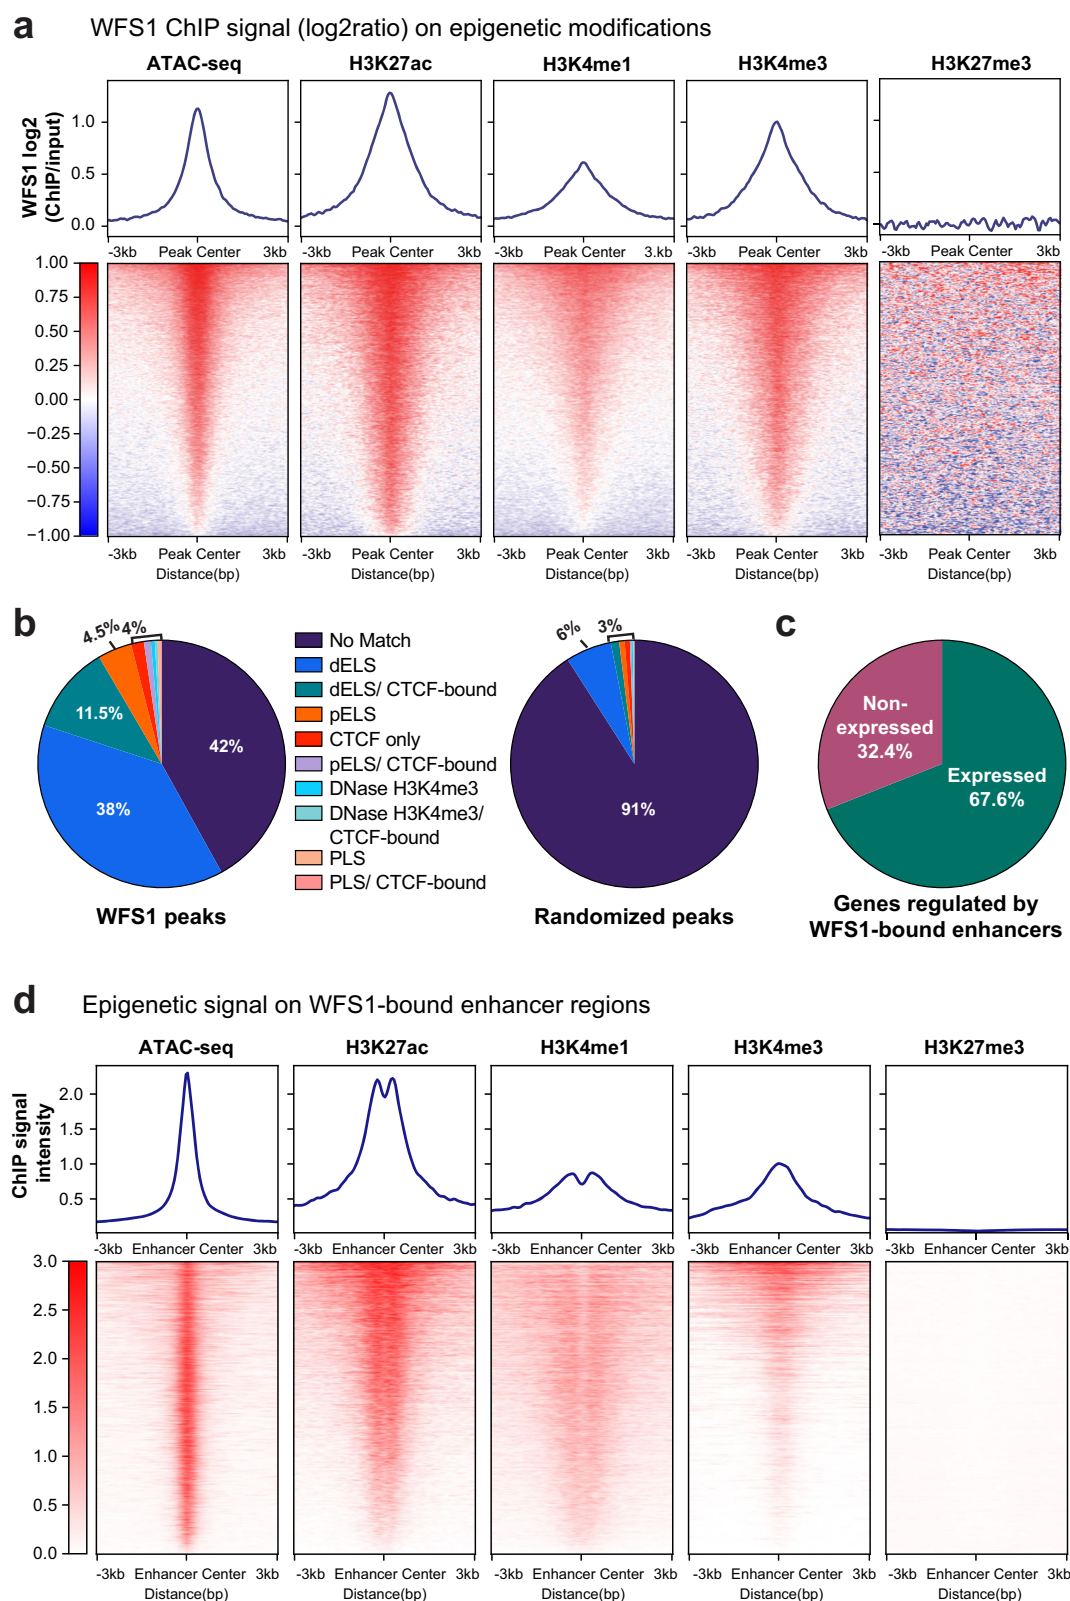 a WFS1 ChIP signal (log2ratio) on epigenetic modifications
ATAC-seq H3K27ac H3K4me1 H3K4me3 H3K27me3
WFS1 log2
(ChIP/input)
1.0
0.5
0.0
-3kb Peak Center 3kb -3kb Peak Center 3kb -3kb Peak Center 3.kb -3kb Peak Center 3kb -3kb Peak Center 3kb
1.00
0.75
0.50
0.25
0.00
−0.25
−0.50
−0.75
−1.00
-3kb Peak Center 3kb -3kb Peak Center 3kb -3kb Peak Center 3kb -3kb Peak Center 3kb -3kb Peak Center 3kb
Distance(bp) Distance(bp) Distance(bp) Distance(bp) Distance(bp)
b
4.5% 4%
11.5%
42%
38%
WFS1 peaks
No Match
dELS
dELS/ CTCF-bound
pELS
CTCF only
pELS/ CTCF-bound
DNase H3K4me3
DNase H3K4me3/
CTCF-bound
PLS
PLS/ CTCF-bound
6% 3%
91%
Randomized peaks
c
Non-
expressed
32.4%
Expressed
67.6%
Genes regulated by
WFS1-bound enhancers
d Epigenetic signal on WFS1-bound enhancer regions
ATAC-seq H3K27ac H3K4me1 H3K4me3 H3K27me3
ChIP signal
intensity
2.0
1.5
1.0
0.5
-3kb Enhancer Center 3kb -3kb Enhancer Center 3kb -3kb Enhancer Center 3kb -3kb Enhancer Center 3kb -3kb Enhancer Center 3kb
3.0
2.5
2.0
1.5
1.0
0.5
0.0
-3kb Enhancer Center 3kb -3kb Enhancer Center 3kb -3kb Enhancer Center 3kb -3kb Enhancer Center 3kb -3kb Enhancer Center 3kb
Distance(bp) Distance(bp) Distance(bp) Distance(bp) Distance(bp)